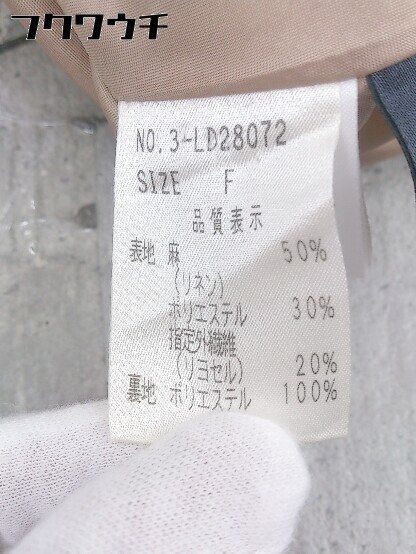 フクワウチ
NO. 3-LD28072
SIZE F
品質表示
表地 麻 50%
(リネン)
ポリエステル 30%
指定外繊維
(リヨセル) 20%
裏地 ポリエステル 100%